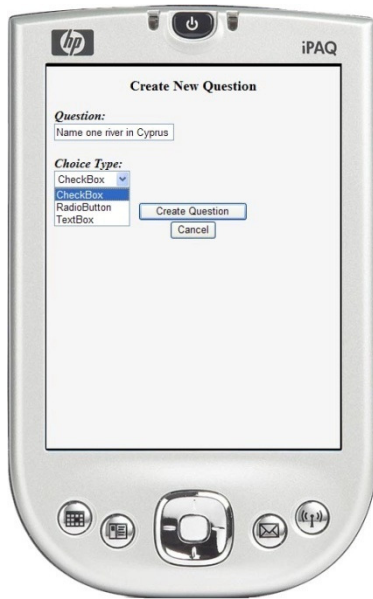 hp
iPAQ
Create New Question
Question:
Name one river in Cyprus
Choice Type:
CheckBox
CheckBox
RadioButton
TextBox
Create Question
Cancel